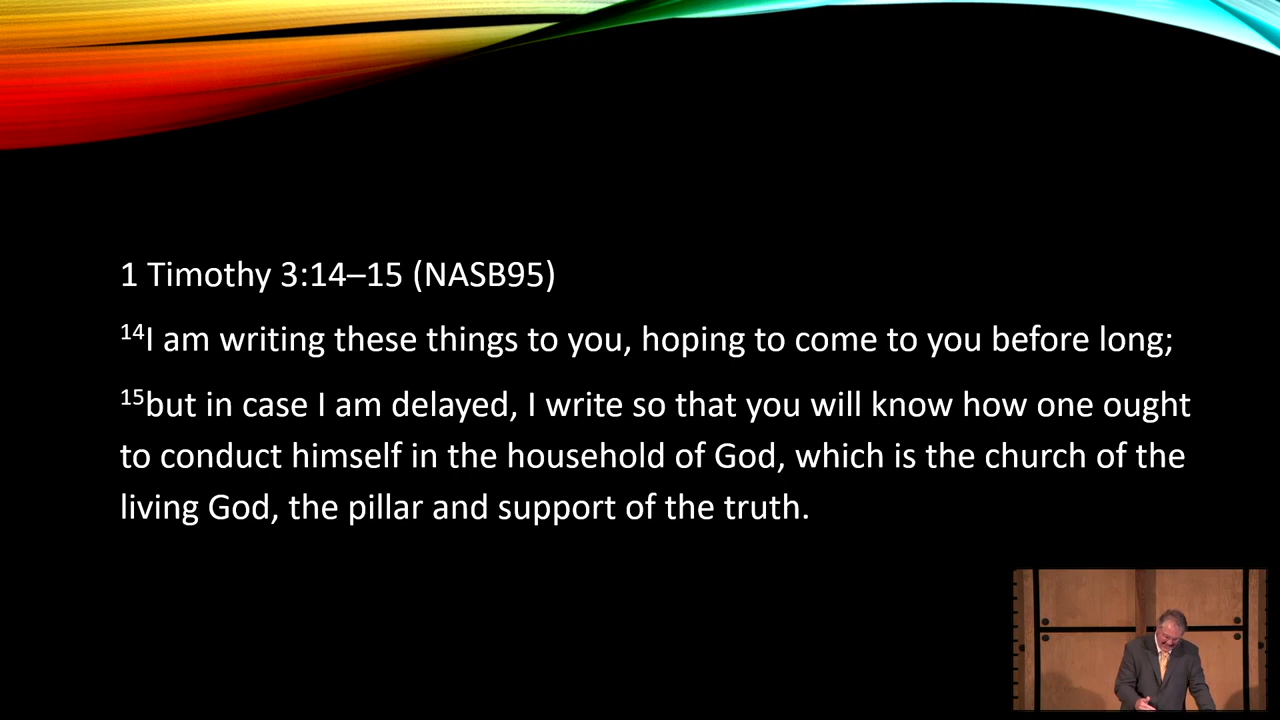 1 Timothy 3:14–15 (NASB95)
14I am writing these things to you, hoping to come to you before long;
15but in case I am delayed, I write so that you will know how one ought
to conduct himself in the household of God, which is the church of the
living God, the pillar and support of the truth.